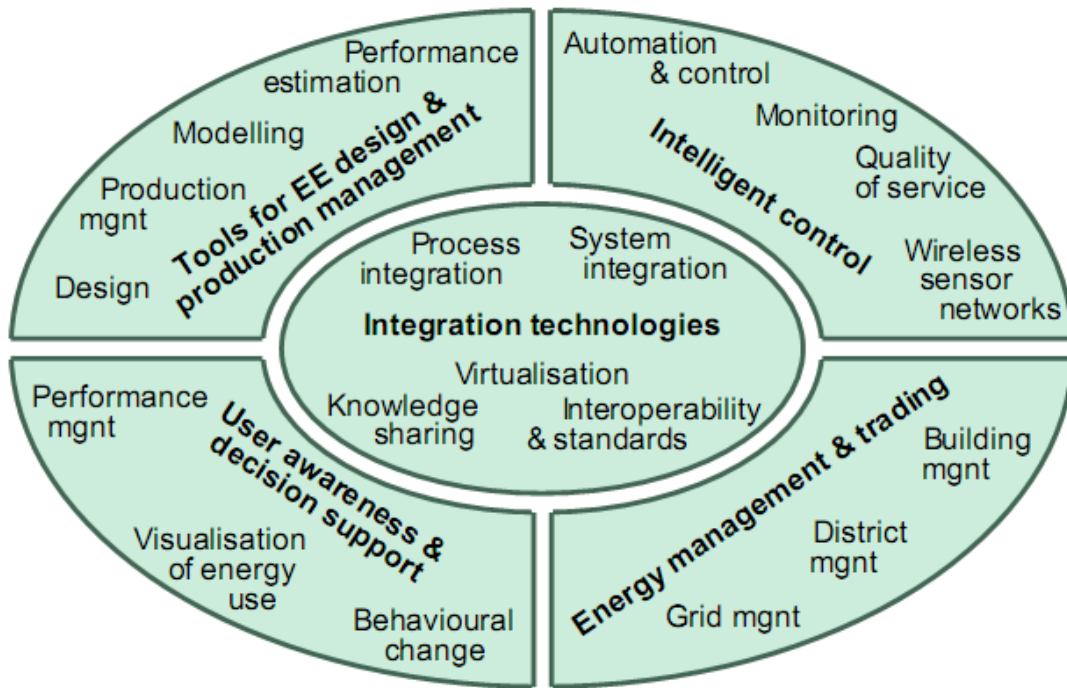 Performance
estimation
Modelling
Production
mgnt
Design
Tools for EE design &
production management
Automation
& control
Monitoring
Quality
of service
Wireless
sensor
networks
Intelligent control
Process
integration
System
integration
Integration technologies
Virtualisation
Knowledge
sharing
Interoperability
& standards
Performance
mgnt
User awareness &
decision support
Visualisation
of energy
use
Behavioural
change
Energy management & trading
Building
mgnt
District
mgnt
Grid mgnt